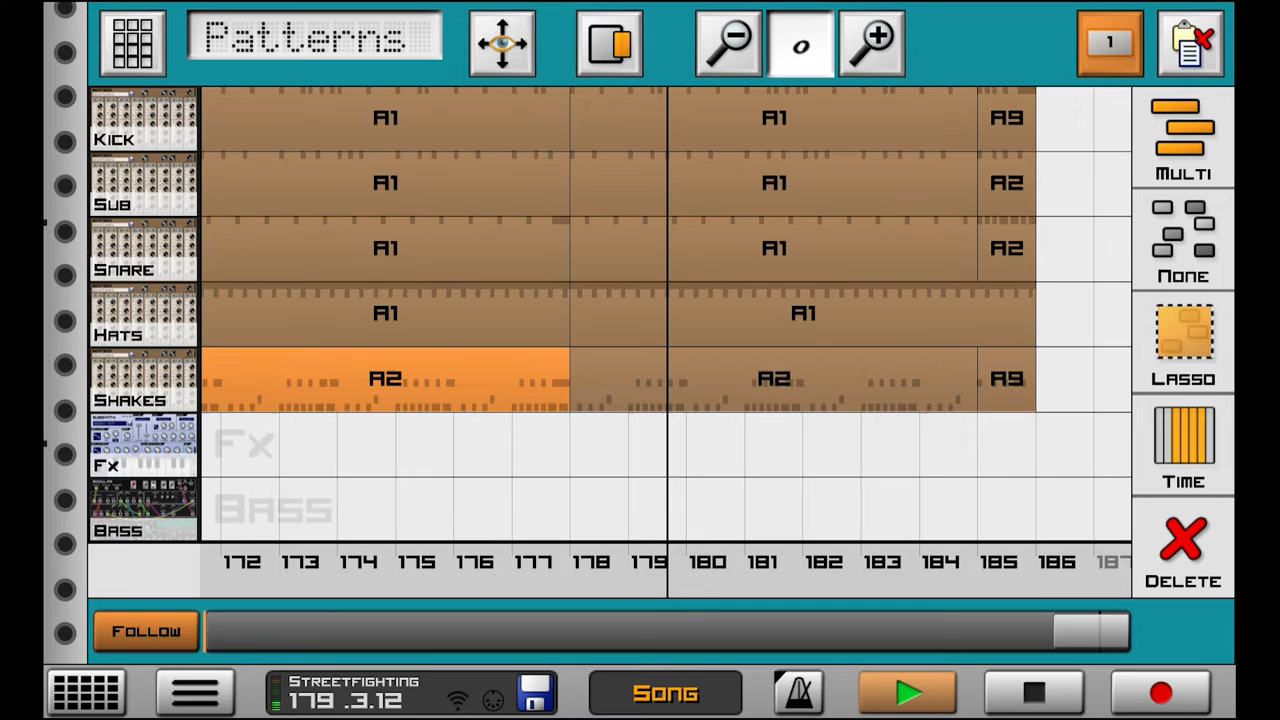 Patterns
o
1
Kick
A1
A1
A9
Sub
A1
A1
A2
Snare
A1
A1
A2
Hats
A1
A1
Shakes
A2
A2
A9
Fx
Fx
Bass
Bass
172 173 174 175 176 177 178 179 180 181 182 183 184 185 186 187
Multi
None
Lasso
Time
Delete
Follow
Streetfighting
179 .3.12
Song